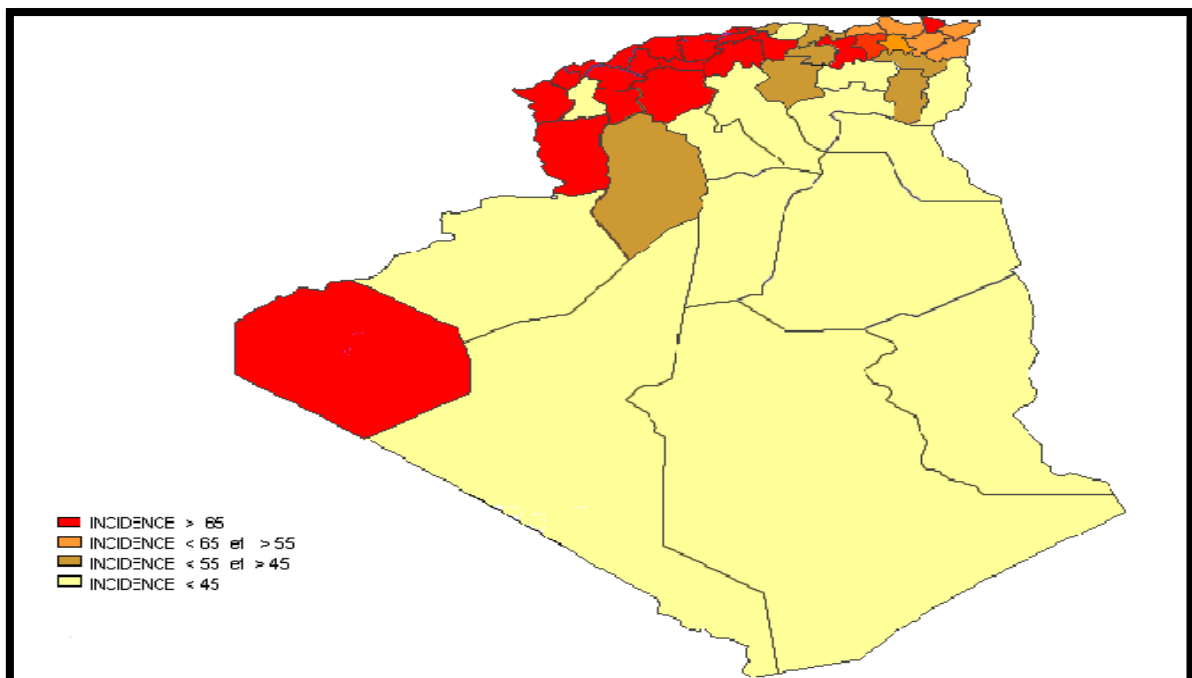 INCIDENCE > 65
INCIDENCE < 65 et > 55
INCIDENCE < 55 et > 45
INCIDENCE < 45